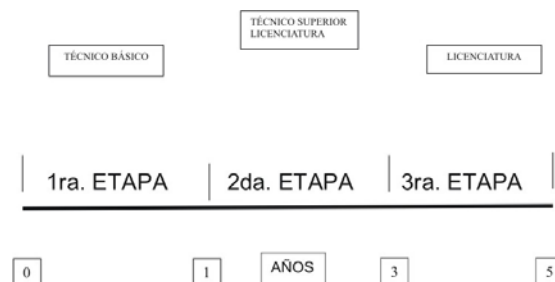 TÉCNICO SUPERIOR
LICENCIATURA
TÉCNICO BÁSICO
LICENCIATURA
1ra. ETAPA
2da. ETAPA
3ra. ETAPA
0
1
AÑOS
3
5